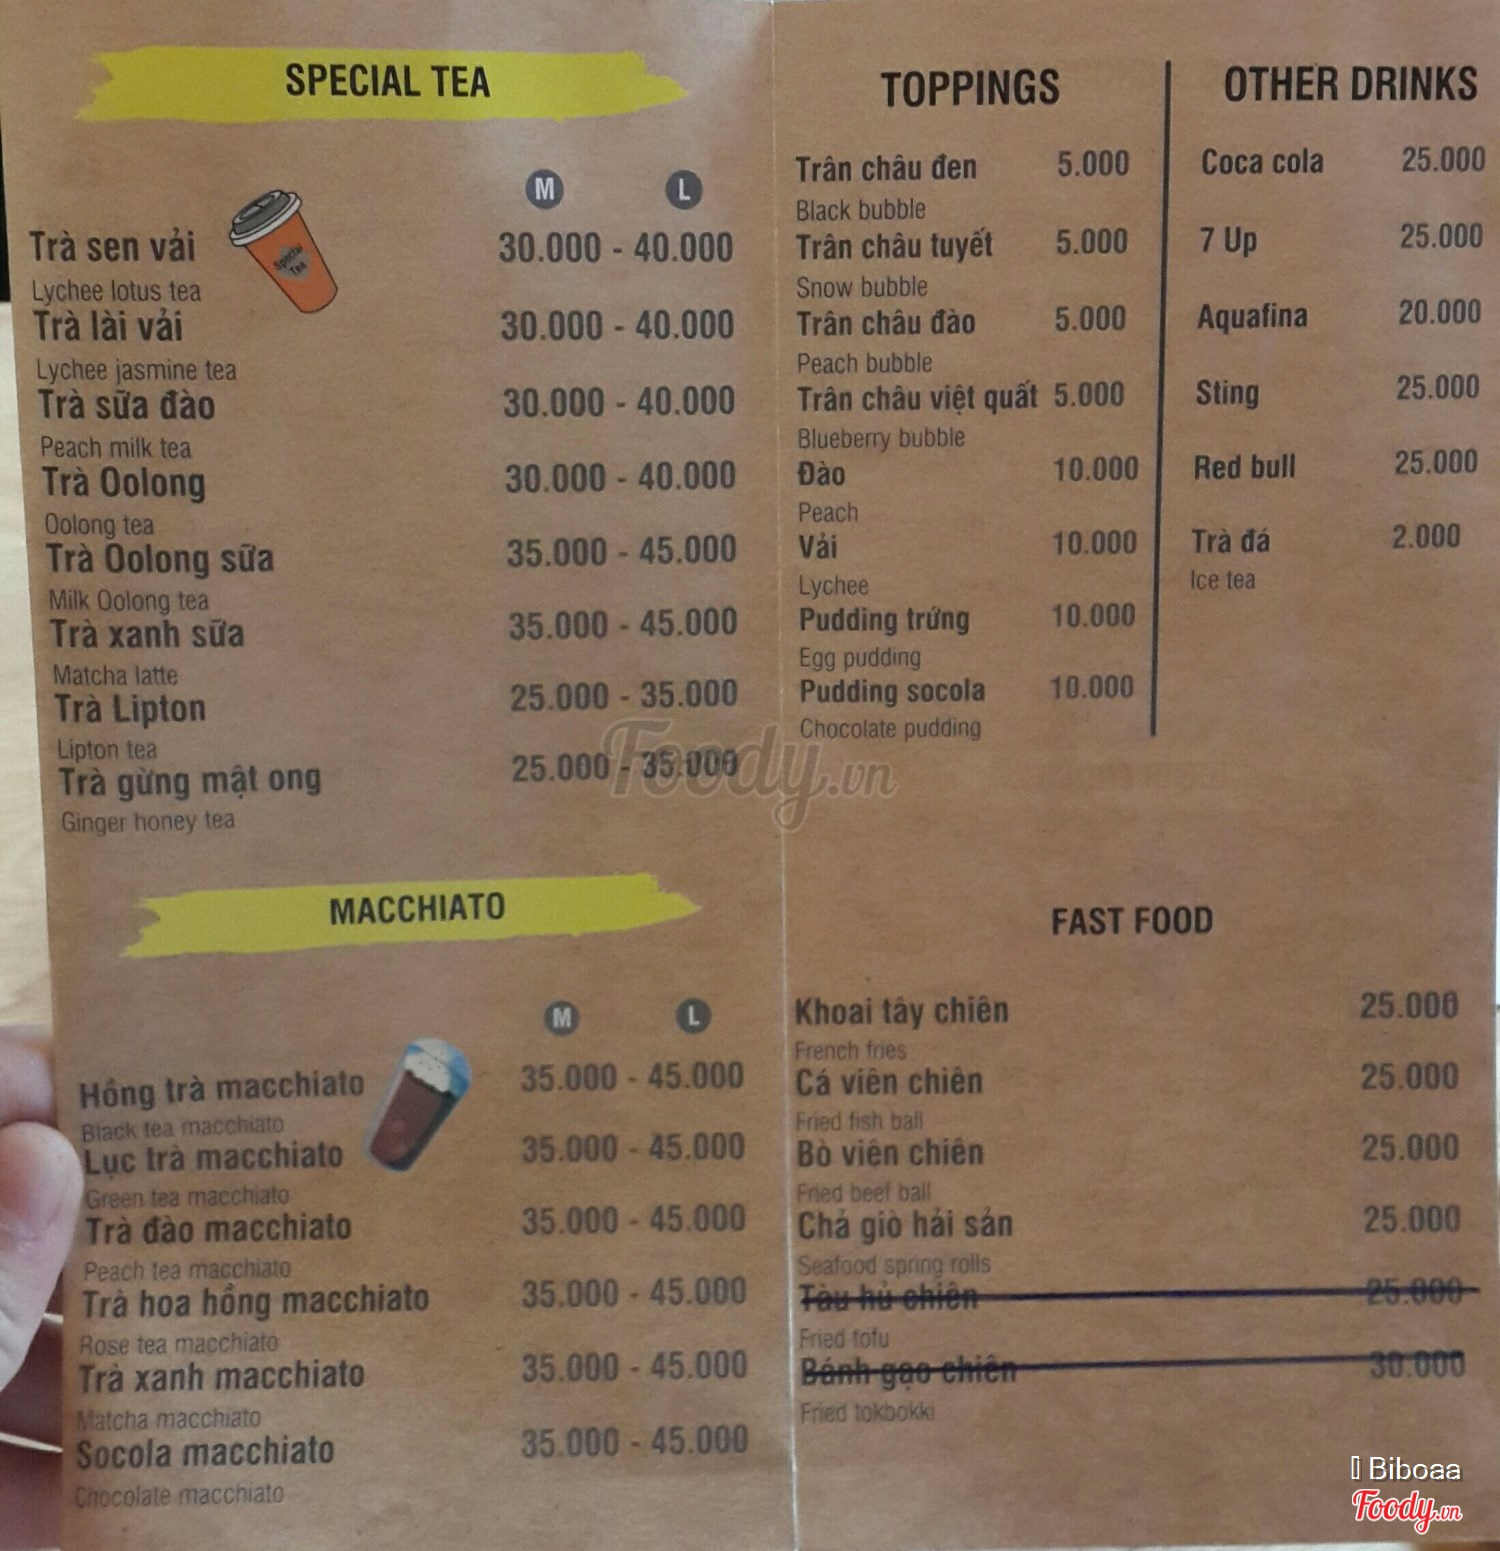 SPECIAL TEA
M L
Trà sen vải 30.000 - 40.000
Lychee lotus tea
Trà lài vải 30.000 - 40.000
Lychee jasmine tea
Trà sữa đào 30.000 - 40.000
Peach milk tea
Trà Oolong 30.000 - 40.000
Oolong tea
Trà Oolong sữa 35.000 - 45.000
Milk Oolong tea
Trà xanh sữa 35.000 - 45.000
Matcha latte
Trà Lipton 25.000 - 35.000
Lipton tea
Trà gừng mật ong 25.000 - 35.000
Ginger honey tea
Special Tea
MACCHIATO
M L
Hồng trà macchiato 35.000 - 45.000
Black tea macchiato
Lục trà macchiato 35.000 - 45.000
Green tea macchiato
Trà đào macchiato 35.000 - 45.000
Peach tea macchiato
Trà hoa hồng macchiato 35.000 - 45.000
Rose tea macchiato
Trà xanh macchiato 35.000 - 45.000
Matcha macchiato
Socola macchiato 35.000 - 45.000
Chocolate macchiato
TOPPINGS
Trân châu đen 5.000
Black bubble
Trân châu tuyết 5.000
Snow bubble
Trân châu đào 5.000
Peach bubble
Trân châu việt quất 5.000
Blueberry bubble
Đào 10.000
Peach
Vải 10.000
Lychee
Pudding trứng 10.000
Egg pudding
Pudding socola 10.000
Chocolate pudding
OTHER DRINKS
Coca cola 25.000
7 Up 25.000
Aquafina 20.000
Sting 25.000
Red bull 25.000
Trà đá 2.000
Ice tea
FAST FOOD
Khoai tây chiên 25.000
French fries
Cá viên chiên 25.000
Fried fish ball
Bò viên chiên 25.000
Fried beef ball
Chả giò hải sản 25.000
Seafood spring rolls
Tàu hủ chiên 25.000
Fried tofu
Bánh gạo chiên 30.000
Fried tokbokki
Foody.vn
Biboaa
Foody.vn